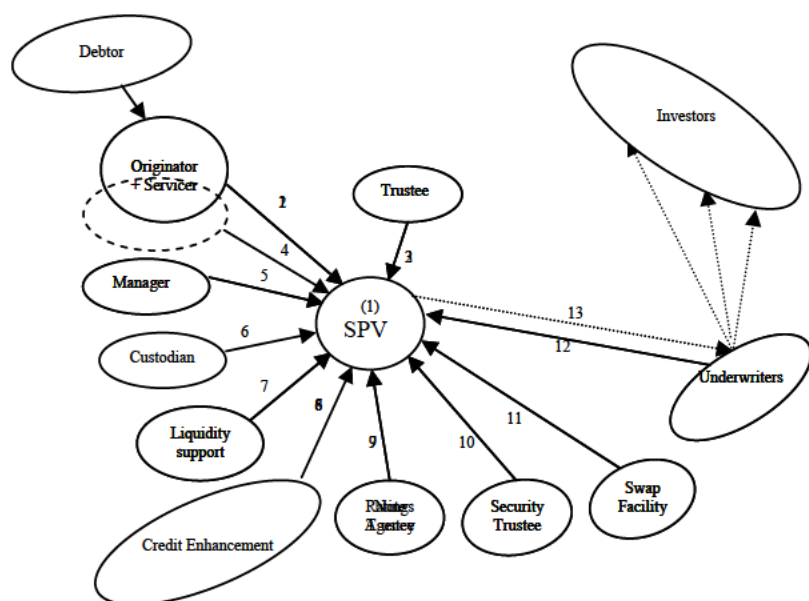 Debtor
Investors
Originator
+ Servicer
Trustee
4
5
Manager
(1)
SPV
13
6
12
Custodian
Underwriters
7
11
Liquidity
support
10
Swap
Facility
Security
Trustee
Credit Enhancement